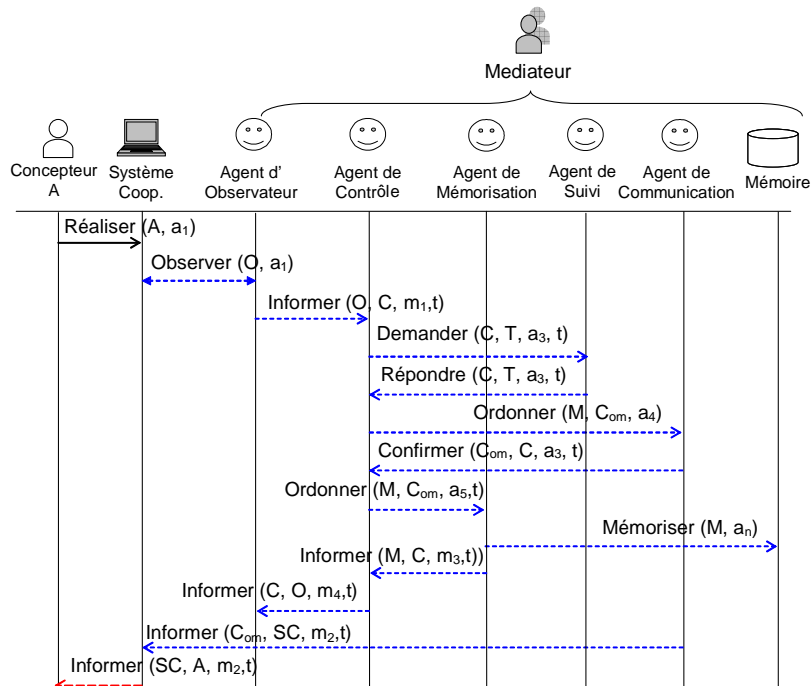 Mediateur
Concepteur
A
Système
Coop.
Agent d'
Observateur
Agent de
Contrôle
Agent de
Mémorisation
Agent de
Suivi
Agent de
Communication
Mémoire
Réaliser (A, a1)
Observer (O, a1)
Informer (O, C, m1,t)
Demander (C, T, a3, t)
Répondre (C, T, a3, t)
Ordonner (M, Com, a4)
Confirmer (Com, C, a3, t)
Ordonner (M, Com, a5,t)
Mémoriser (M, an)
Informer (M, C, m3,t))
Informer (C, O, m4,t)
Informer (Com, SC, m2,t)
Informer (SC, A, m2,t)